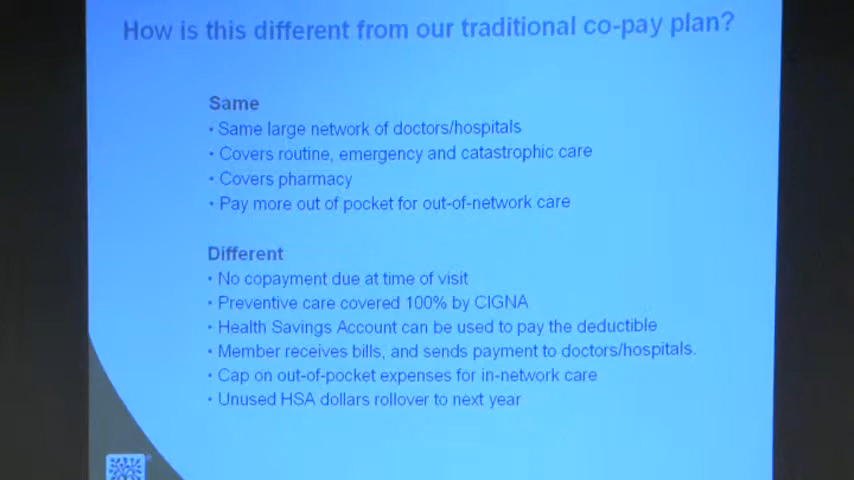 How is this different from our traditional co-pay plan?
Same
• Same large network of doctors/hospitals
• Covers routine, emergency and catastrophic care
• Covers pharmacy
• Pay more out of pocket for out-of-network care
Different
• No copayment due at time of visit
• Preventive care covered 100% by CIGNA
• Health Savings Account can be used to pay the deductible
• Member receives bills, and sends payment to doctors/hospitals.
• Cap on out-of-pocket expenses for in-network care
• Unused HSA dollars rollover to next year